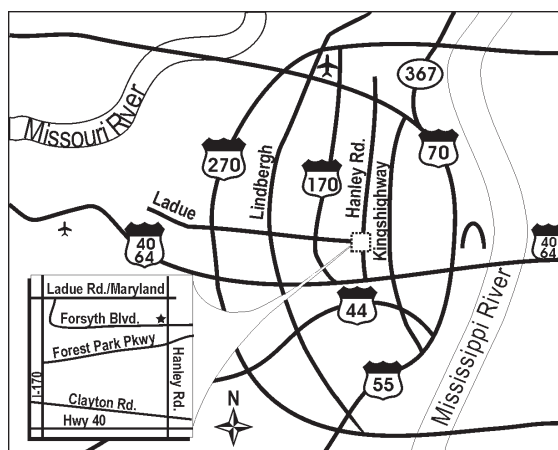 367
Missouri River
270
Lindbergh
170
Hanley Rd.
Kingshighway
70
Ladue
40
64
40
64
Mississippi River
44
55
N
Ladue Rd./Maryland
Forsyth Blvd.
Forest Park Pkwy
I-170
Hanley Rd.
Clayton Rd.
Hwy 40